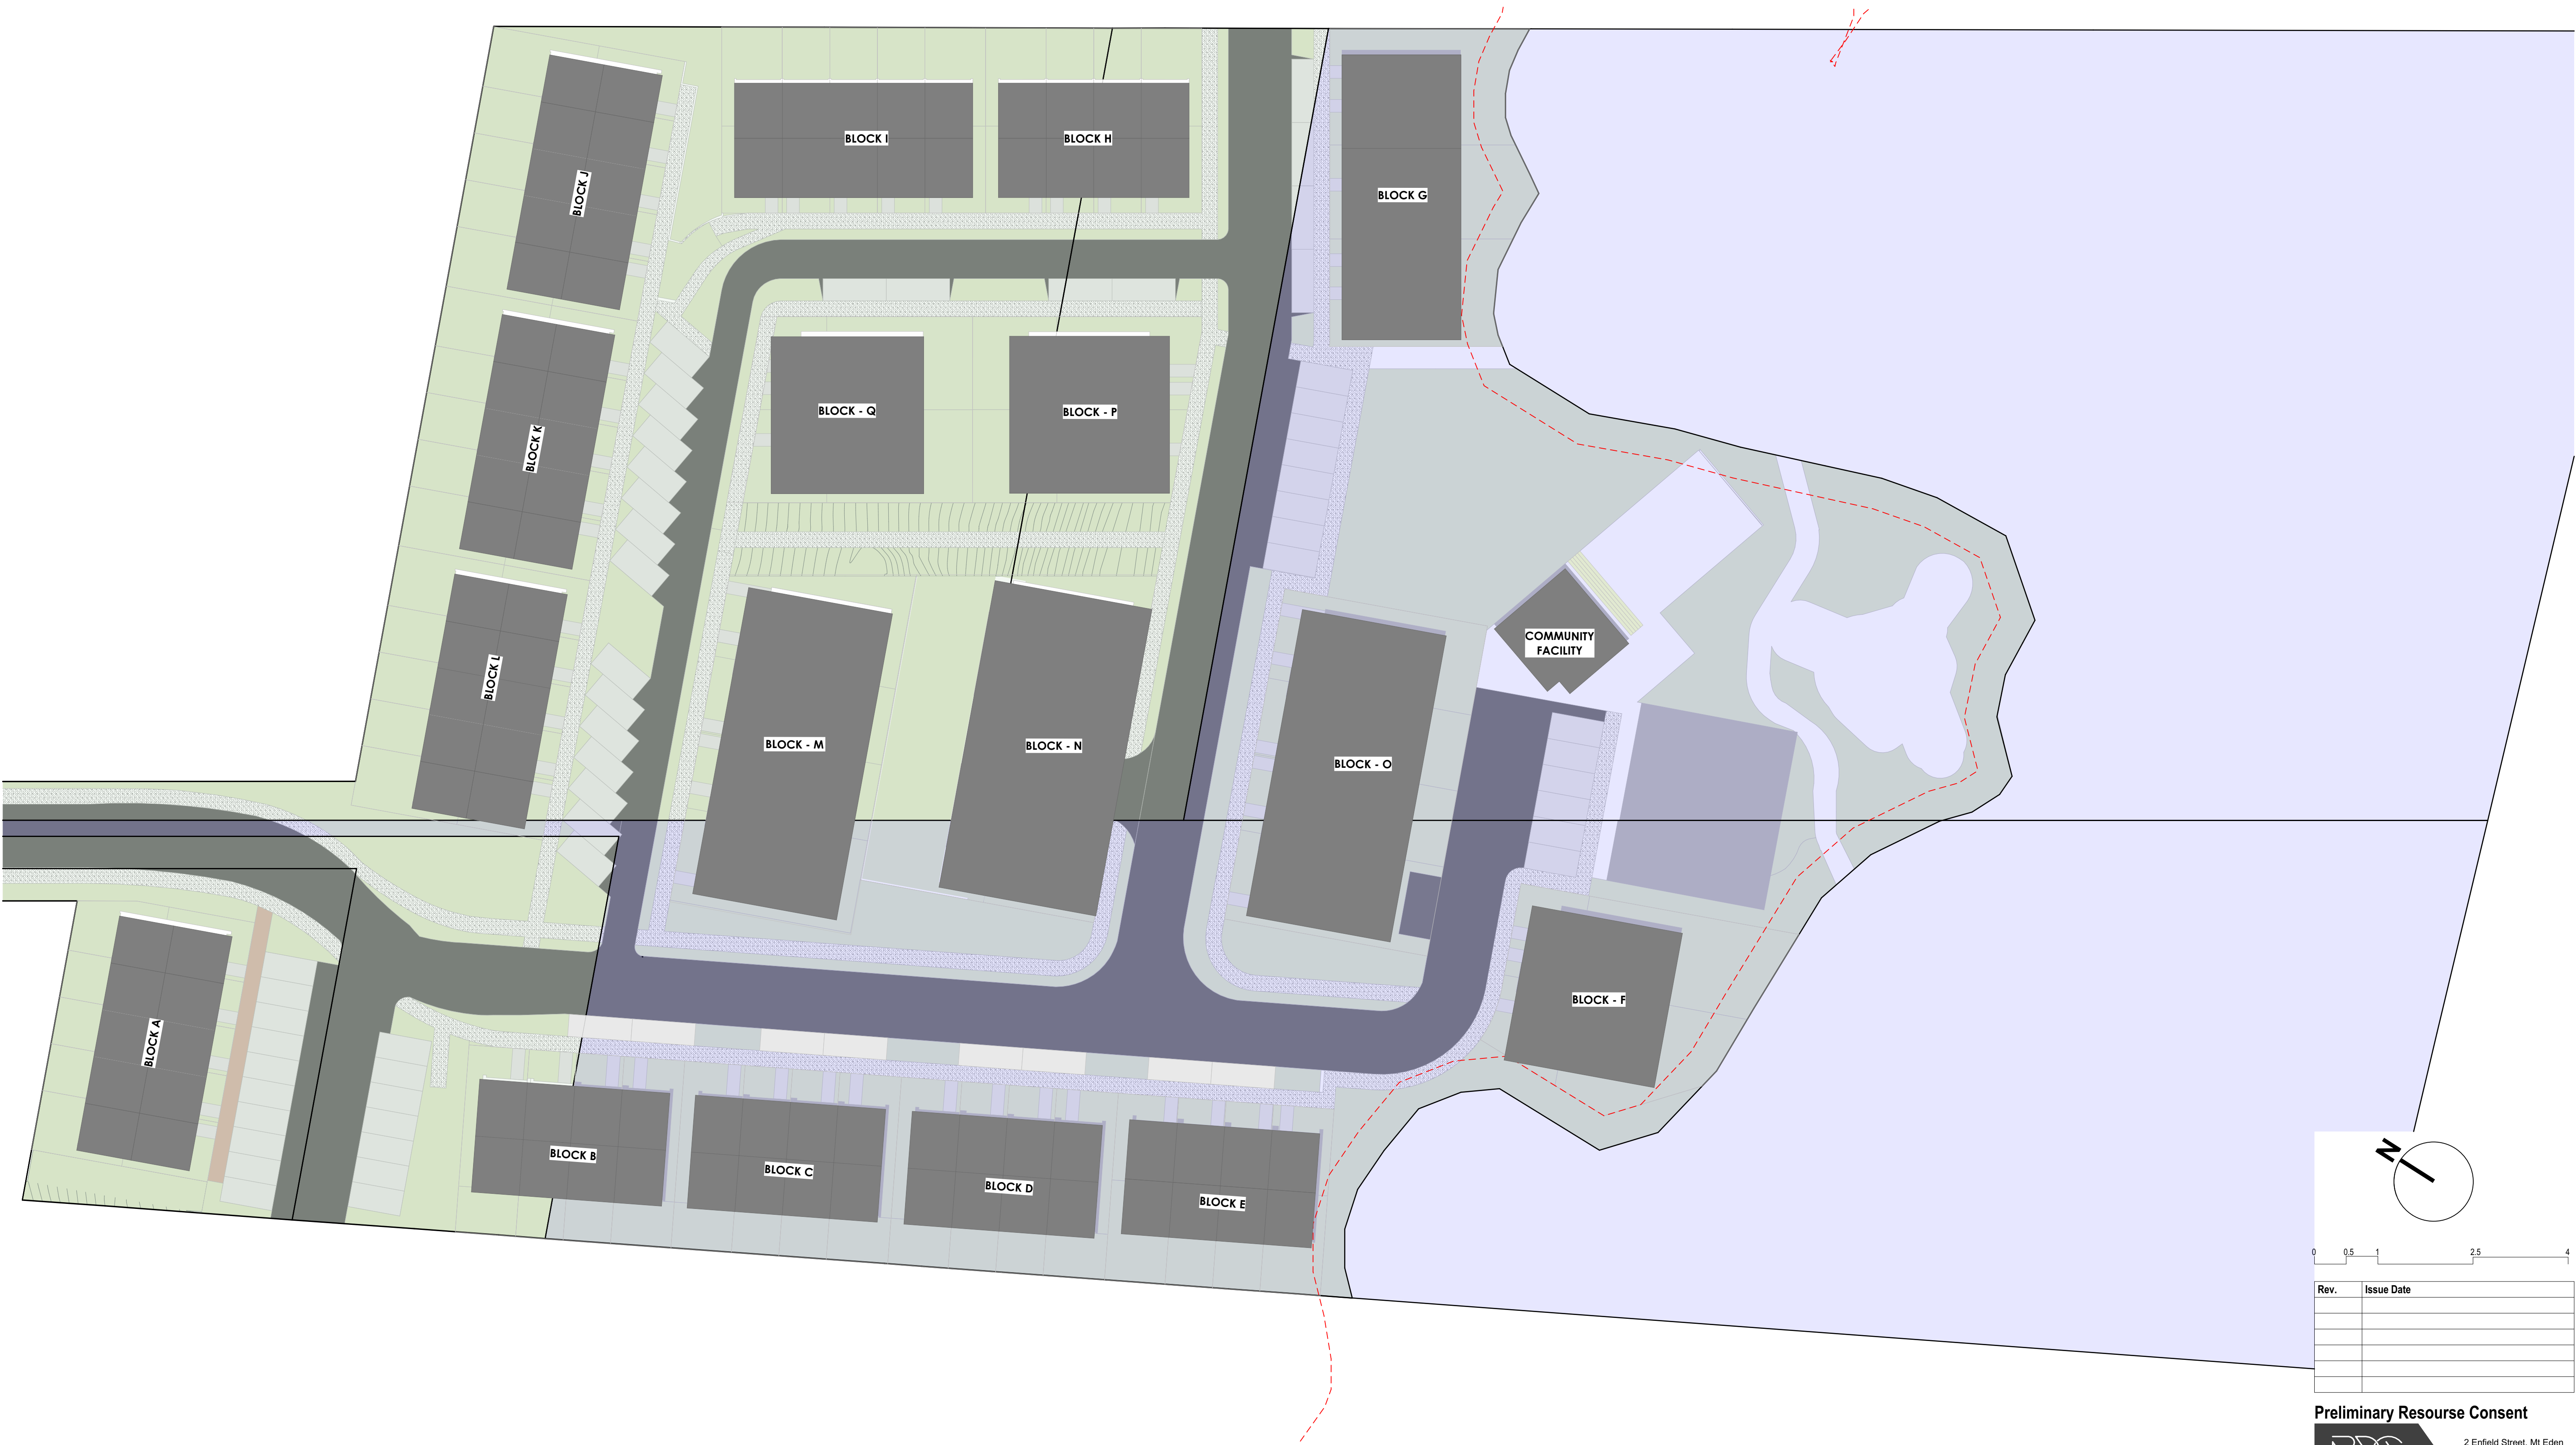 BLOCK I
BLOCK H
BLOCK J
BLOCK G
BLOCK - Q
BLOCK - P
BLOCK K
COMMUNITY
FACILITY
BLOCK L
BLOCK - M
BLOCK - N
BLOCK - O
BLOCK - F
BLOCK A
BLOCK B
BLOCK C
BLOCK D
BLOCK E
N
0 0.5 1 2.5 4
Rev. Issue Date
Preliminary Resourse Consent
2 Enfield Street, Mt Eden